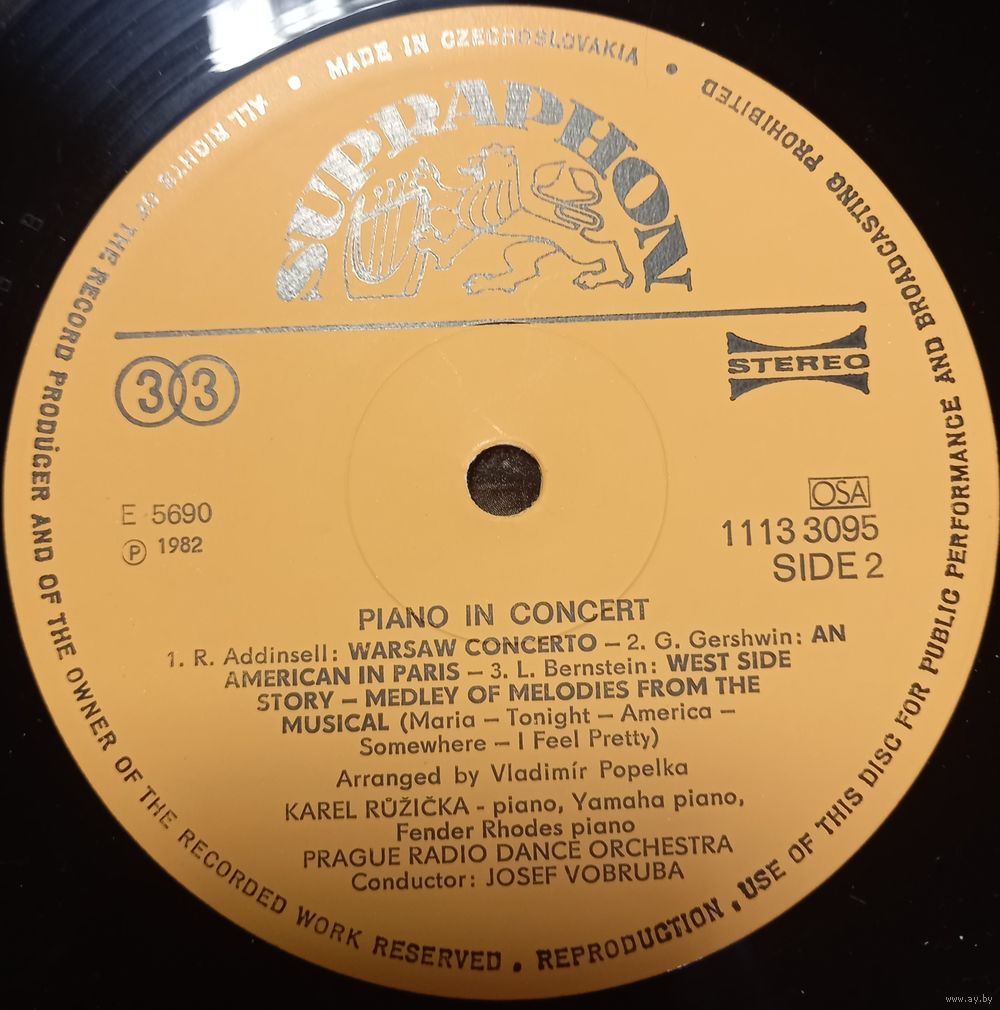 ALL RIGHTS OF THE RECORD PRODUCER AND OF THE OWNER OF THE RECORDED WORK RESERVED • REPRODUCTION • USE OF THIS DISC FOR PUBLIC PERFORMANCE AND BROADCASTING PROHIBITED • MADE IN CZECHOSLOVAKIA •
SUPRAPHON
33
STEREO
E 5690
Ⓟ 1982
OSA
1113 3095
SIDE 2
PIANO IN CONCERT
1. R. Addinsell: WARSAW CONCERTO – 2. G. Gershwin: AN
AMERICAN IN PARIS – 3. L. Bernstein: WEST SIDE
STORY – MEDLEY OF MELODIES FROM THE
MUSICAL (Maria – Tonight – America –
Somewhere – I Feel Pretty)
Arranged by Vladimír Popelka
KAREL RŮŽIČKA - piano, Yamaha piano,
Fender Rhodes piano
PRAGUE RADIO DANCE ORCHESTRA
Conductor: JOSEF VOBRUBA
www.ay.by